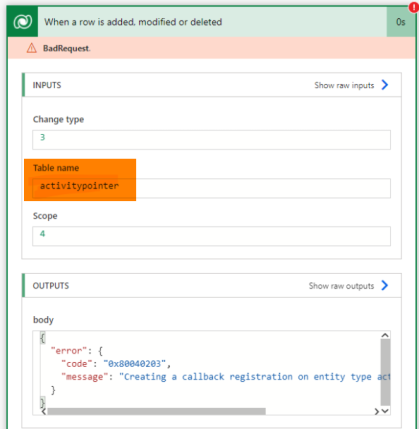 When a row is added, modified or deleted
0s
BadRequest.
INPUTS
Show raw inputs
Change type
3
Table name
activitypointer
Scope
4
OUTPUTS
Show raw outputs
body
{
"error": {
"code": "0x80040203",
"message": "Creating a callback registration on entity type act
}
}